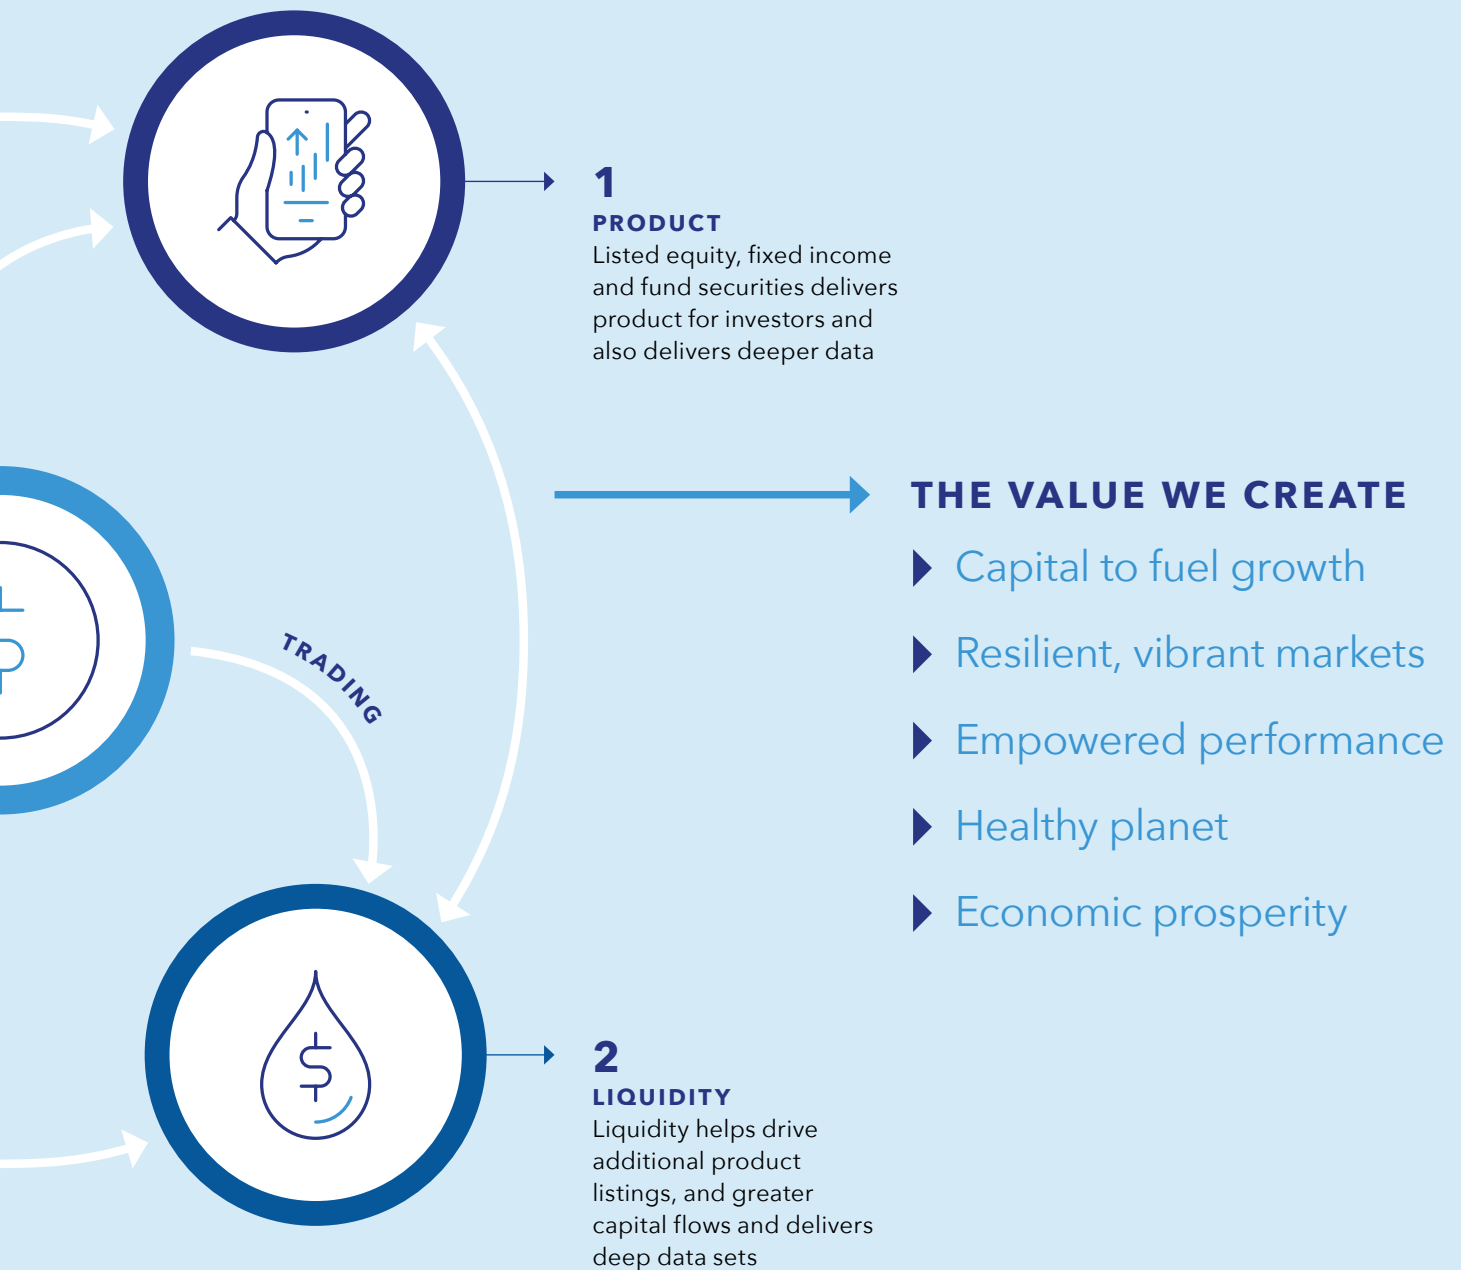 1
PRODUCT
Listed equity, fixed income
and fund securities delivers
product for investors and
also delivers deeper data
THE VALUE WE CREATE
Capital to fuel growth
Resilient, vibrant markets
Empowered performance
Healthy planet
Economic prosperity
TRADING
2
LIQUIDITY
Liquidity helps drive
additional product
listings, and greater
capital flows and delivers
deep data sets